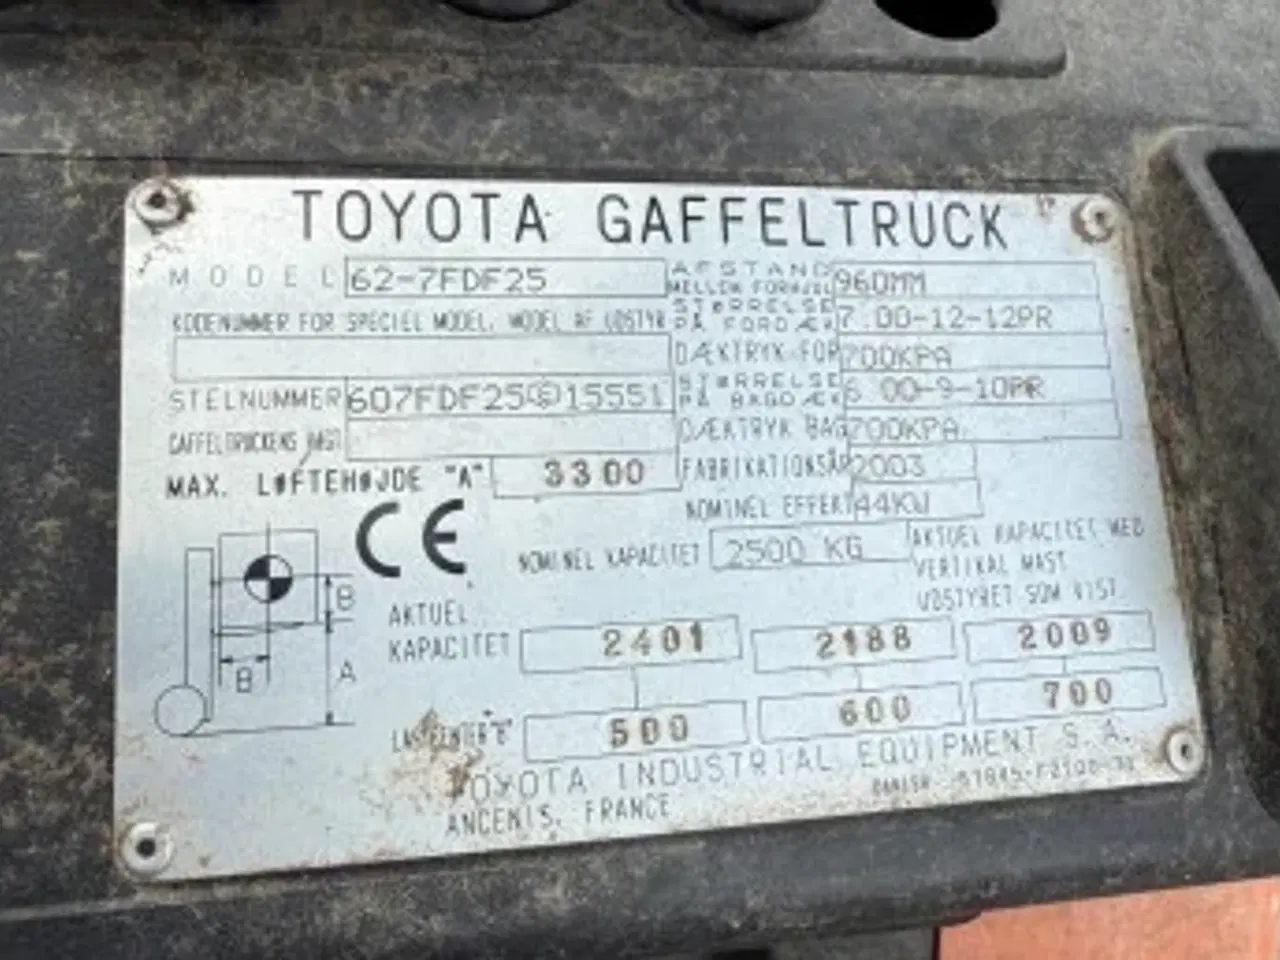 TOYOTA GAFFELTRUCK
MODEL 62-7FDF25 AFSTAND MELLEM FORHJUL 960MM
KODENUMMER FOR SPECIEL MODEL, MODEL AF UDSTYR
STØRRELSE PÅ FORDÆK 7.00-12-12PR
DÆKTRYK FOR 700KPA
STELNUMMER 607FDF25 15551 STØRRELSE PÅ BAGDÆK 6 00-9-10PR
GAFFELTRUCKENS VÆGT DÆKTRYK BAG 700KPA
MAX. LØFTEHØJDE "A" 3300 FABRIKATIONSÅR 2003
NOMINEL EFFEKT 44KW
CE NOMINEL KAPACITET 2500 KG
AKTUEL KAPACITET MED
VERTIKAL MAST
UDSTYRET SOM VIST
B
B
A
AKTUEL
KAPACITET 2401 2188 2009
LASTCENTER "B" 500 600 700
TOYOTA INDUSTRIAL EQUIPMENT S.A.
ANCENIS, FRANCE DANISH